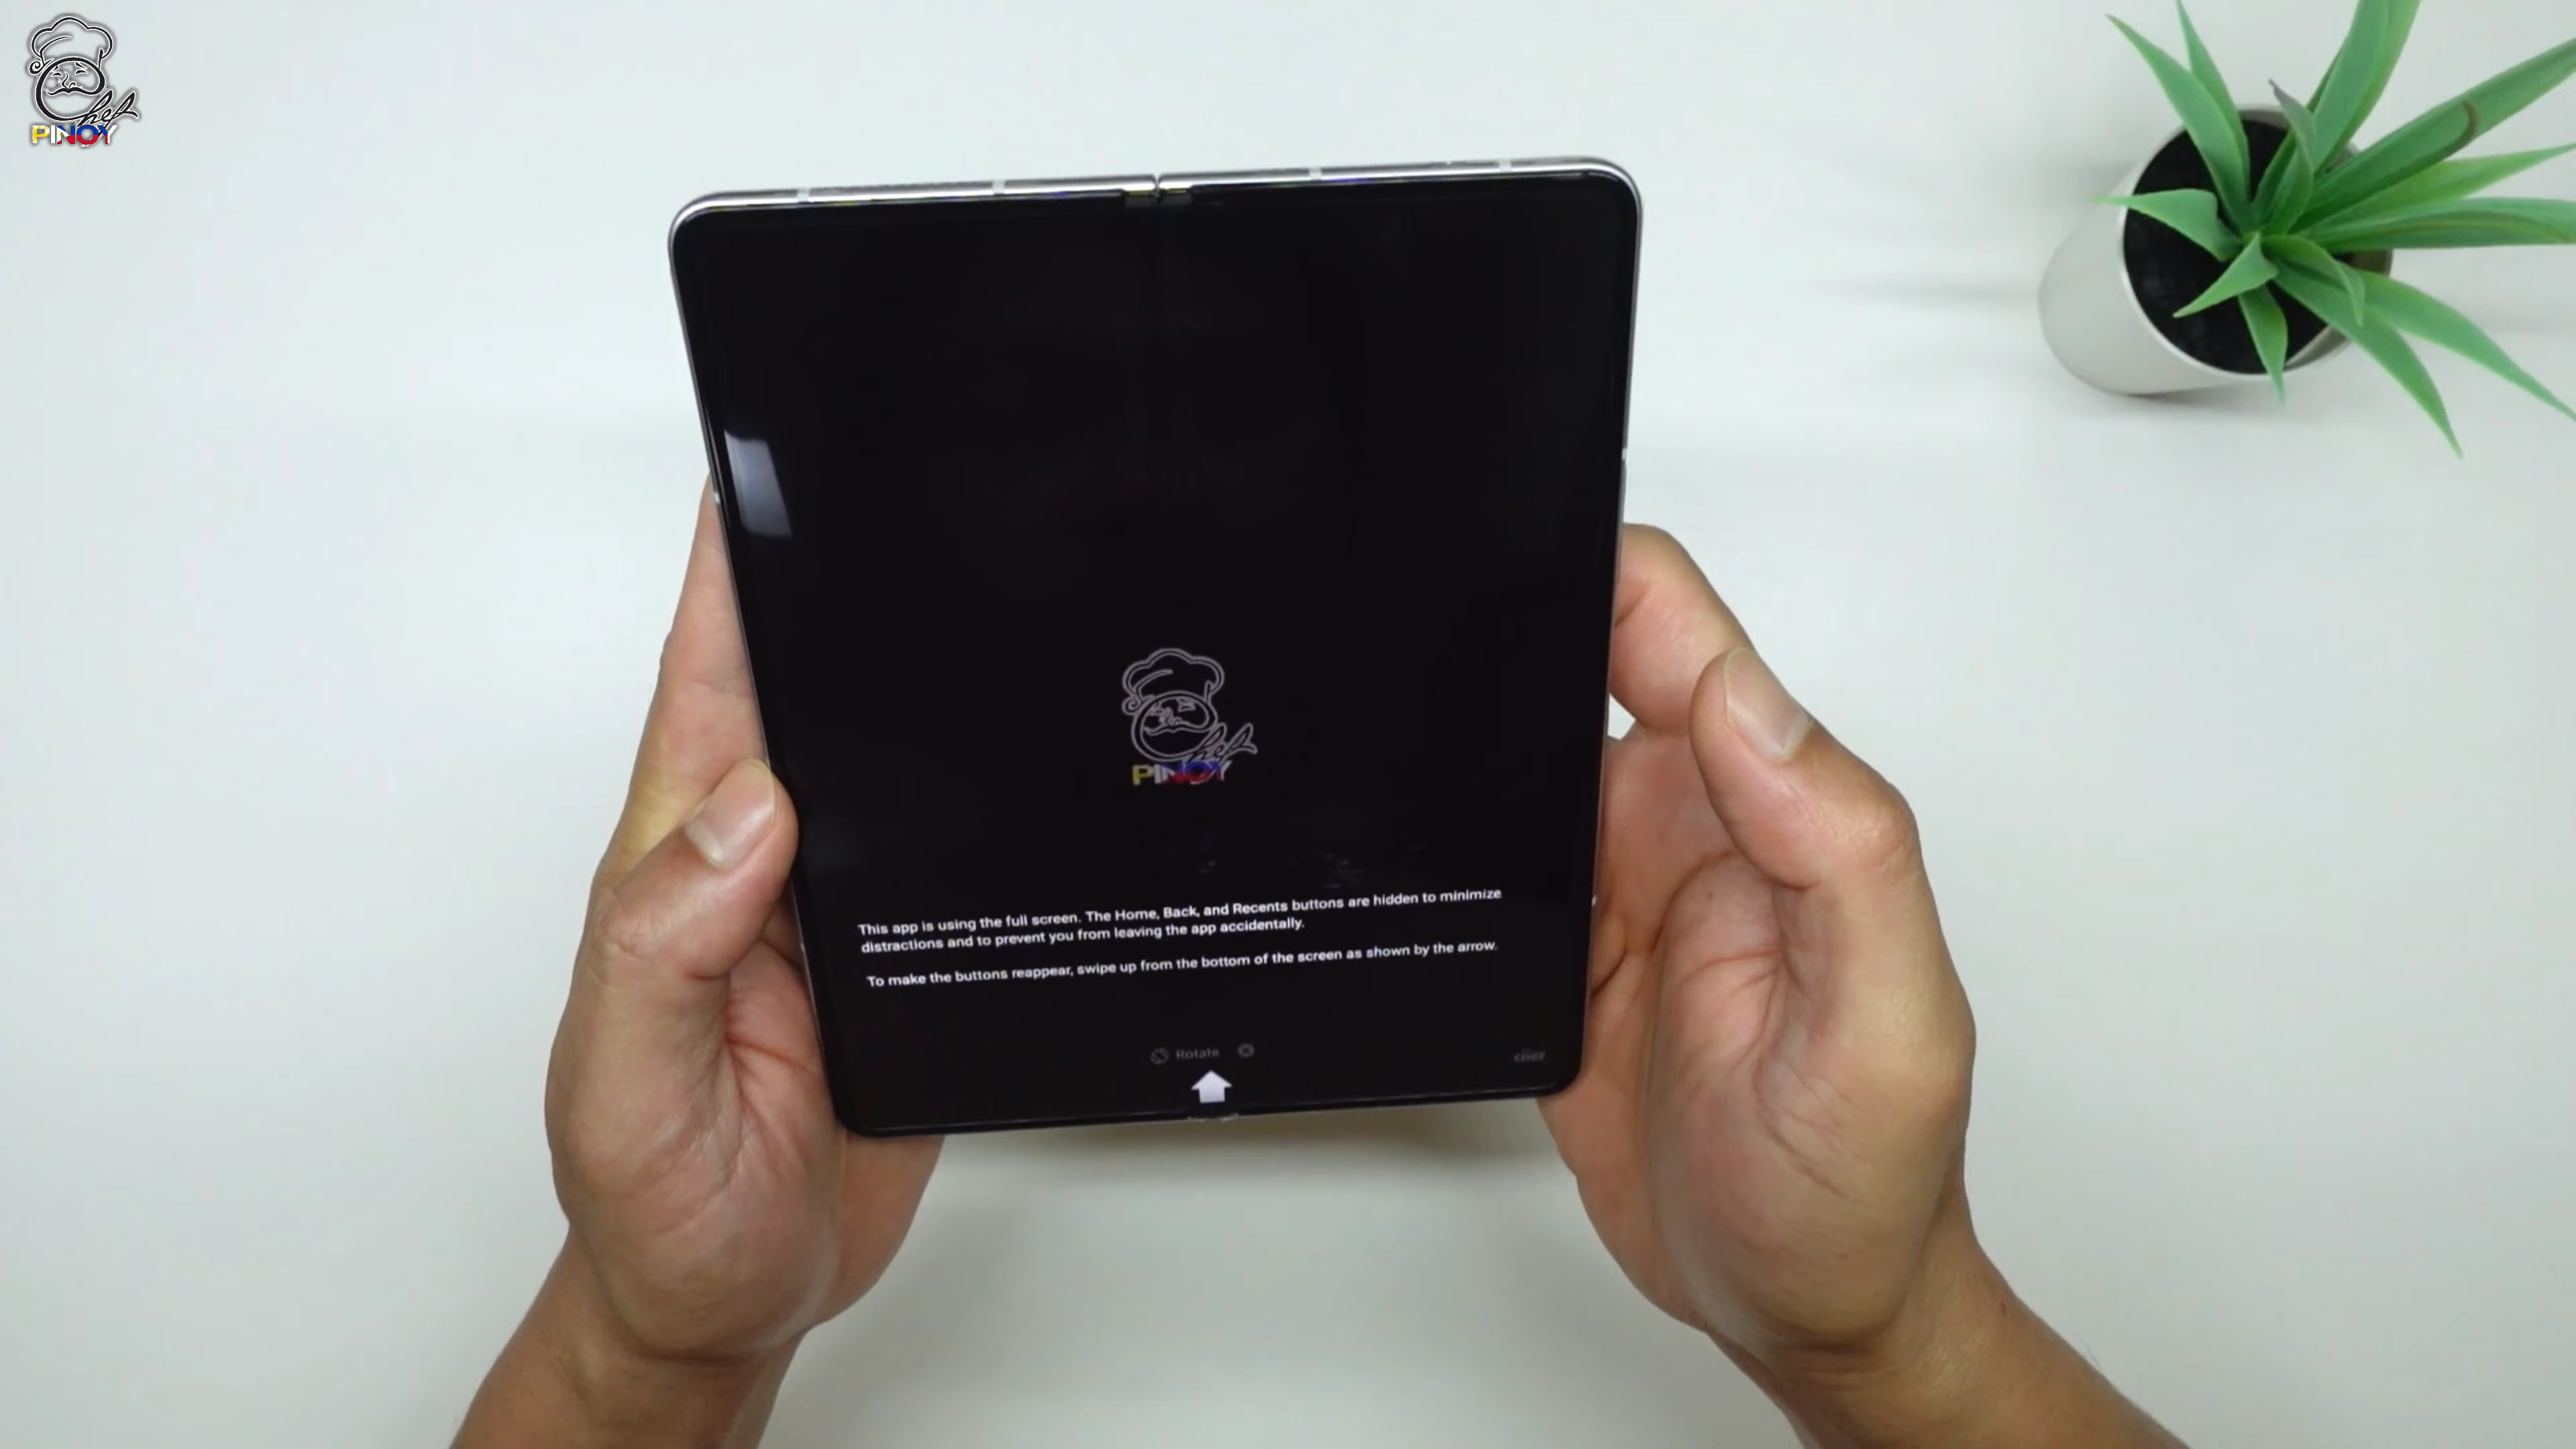 Chef
PINOY
Chef
PINOY
This app is using the full screen. The Home, Back, and Recents buttons are hidden to minimize
distractions and to prevent you from leaving the app accidentally.
To make the buttons reappear, swipe up from the bottom of the screen as shown by the arrow.
Rotate